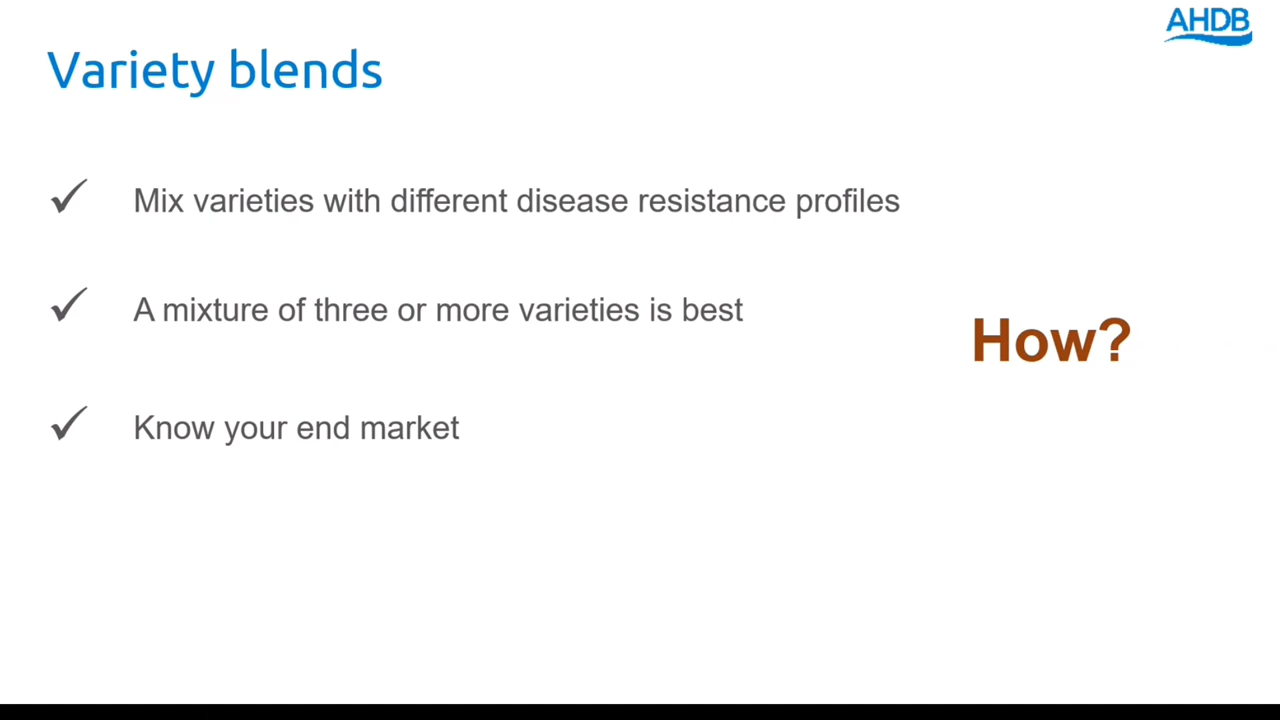 AHDB
Variety blends
Mix varieties with different disease resistance profiles
A mixture of three or more varieties is best
How?
Know your end market